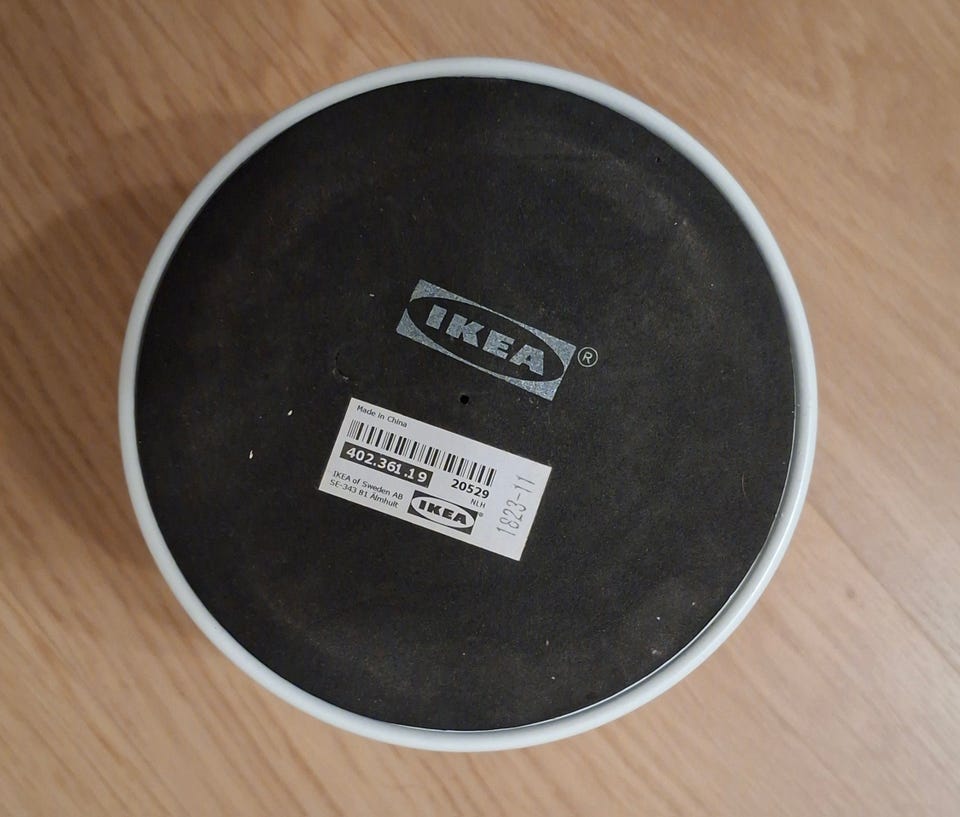 IKEA®
Made in China
402.361.19
20529
NLH
IKEA of Sweden AB
SE-343 81 Älmhult
IKEA®
1823-11